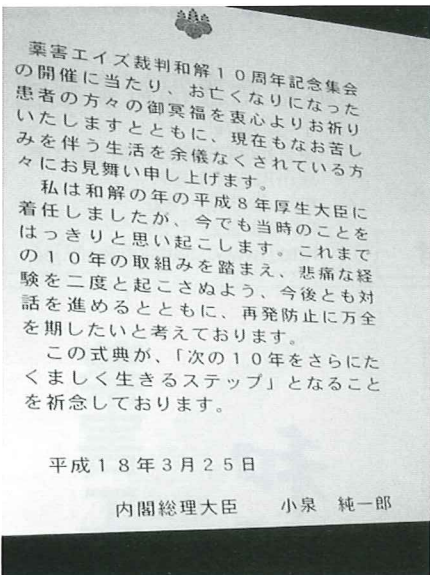 薬害エイズ裁判和解10周年記念集会
の開催に当たり、お亡くなりになった
患者の方々の御冥福を衷心よりお祈り
いたしますとともに、現在もなお苦し
みを伴う生活を余儀なくされている方
々にお見舞い申し上げます。
私は和解の年の平成8年厚生大臣に
着任しましたが、今でも当時のことを
はっきりと思い起こします。これまで
の10年の取組みを踏まえ、悲痛な経
験を二度と起こさぬよう、今後とも対
話を進めるとともに、再発防止に万全
を期したいと考えております。
この式典が、「次の10年をさらにた
くましく生きるステップ」となること
を祈念しております。
平成18年3月25日
内閣総理大臣 小泉 純一郎